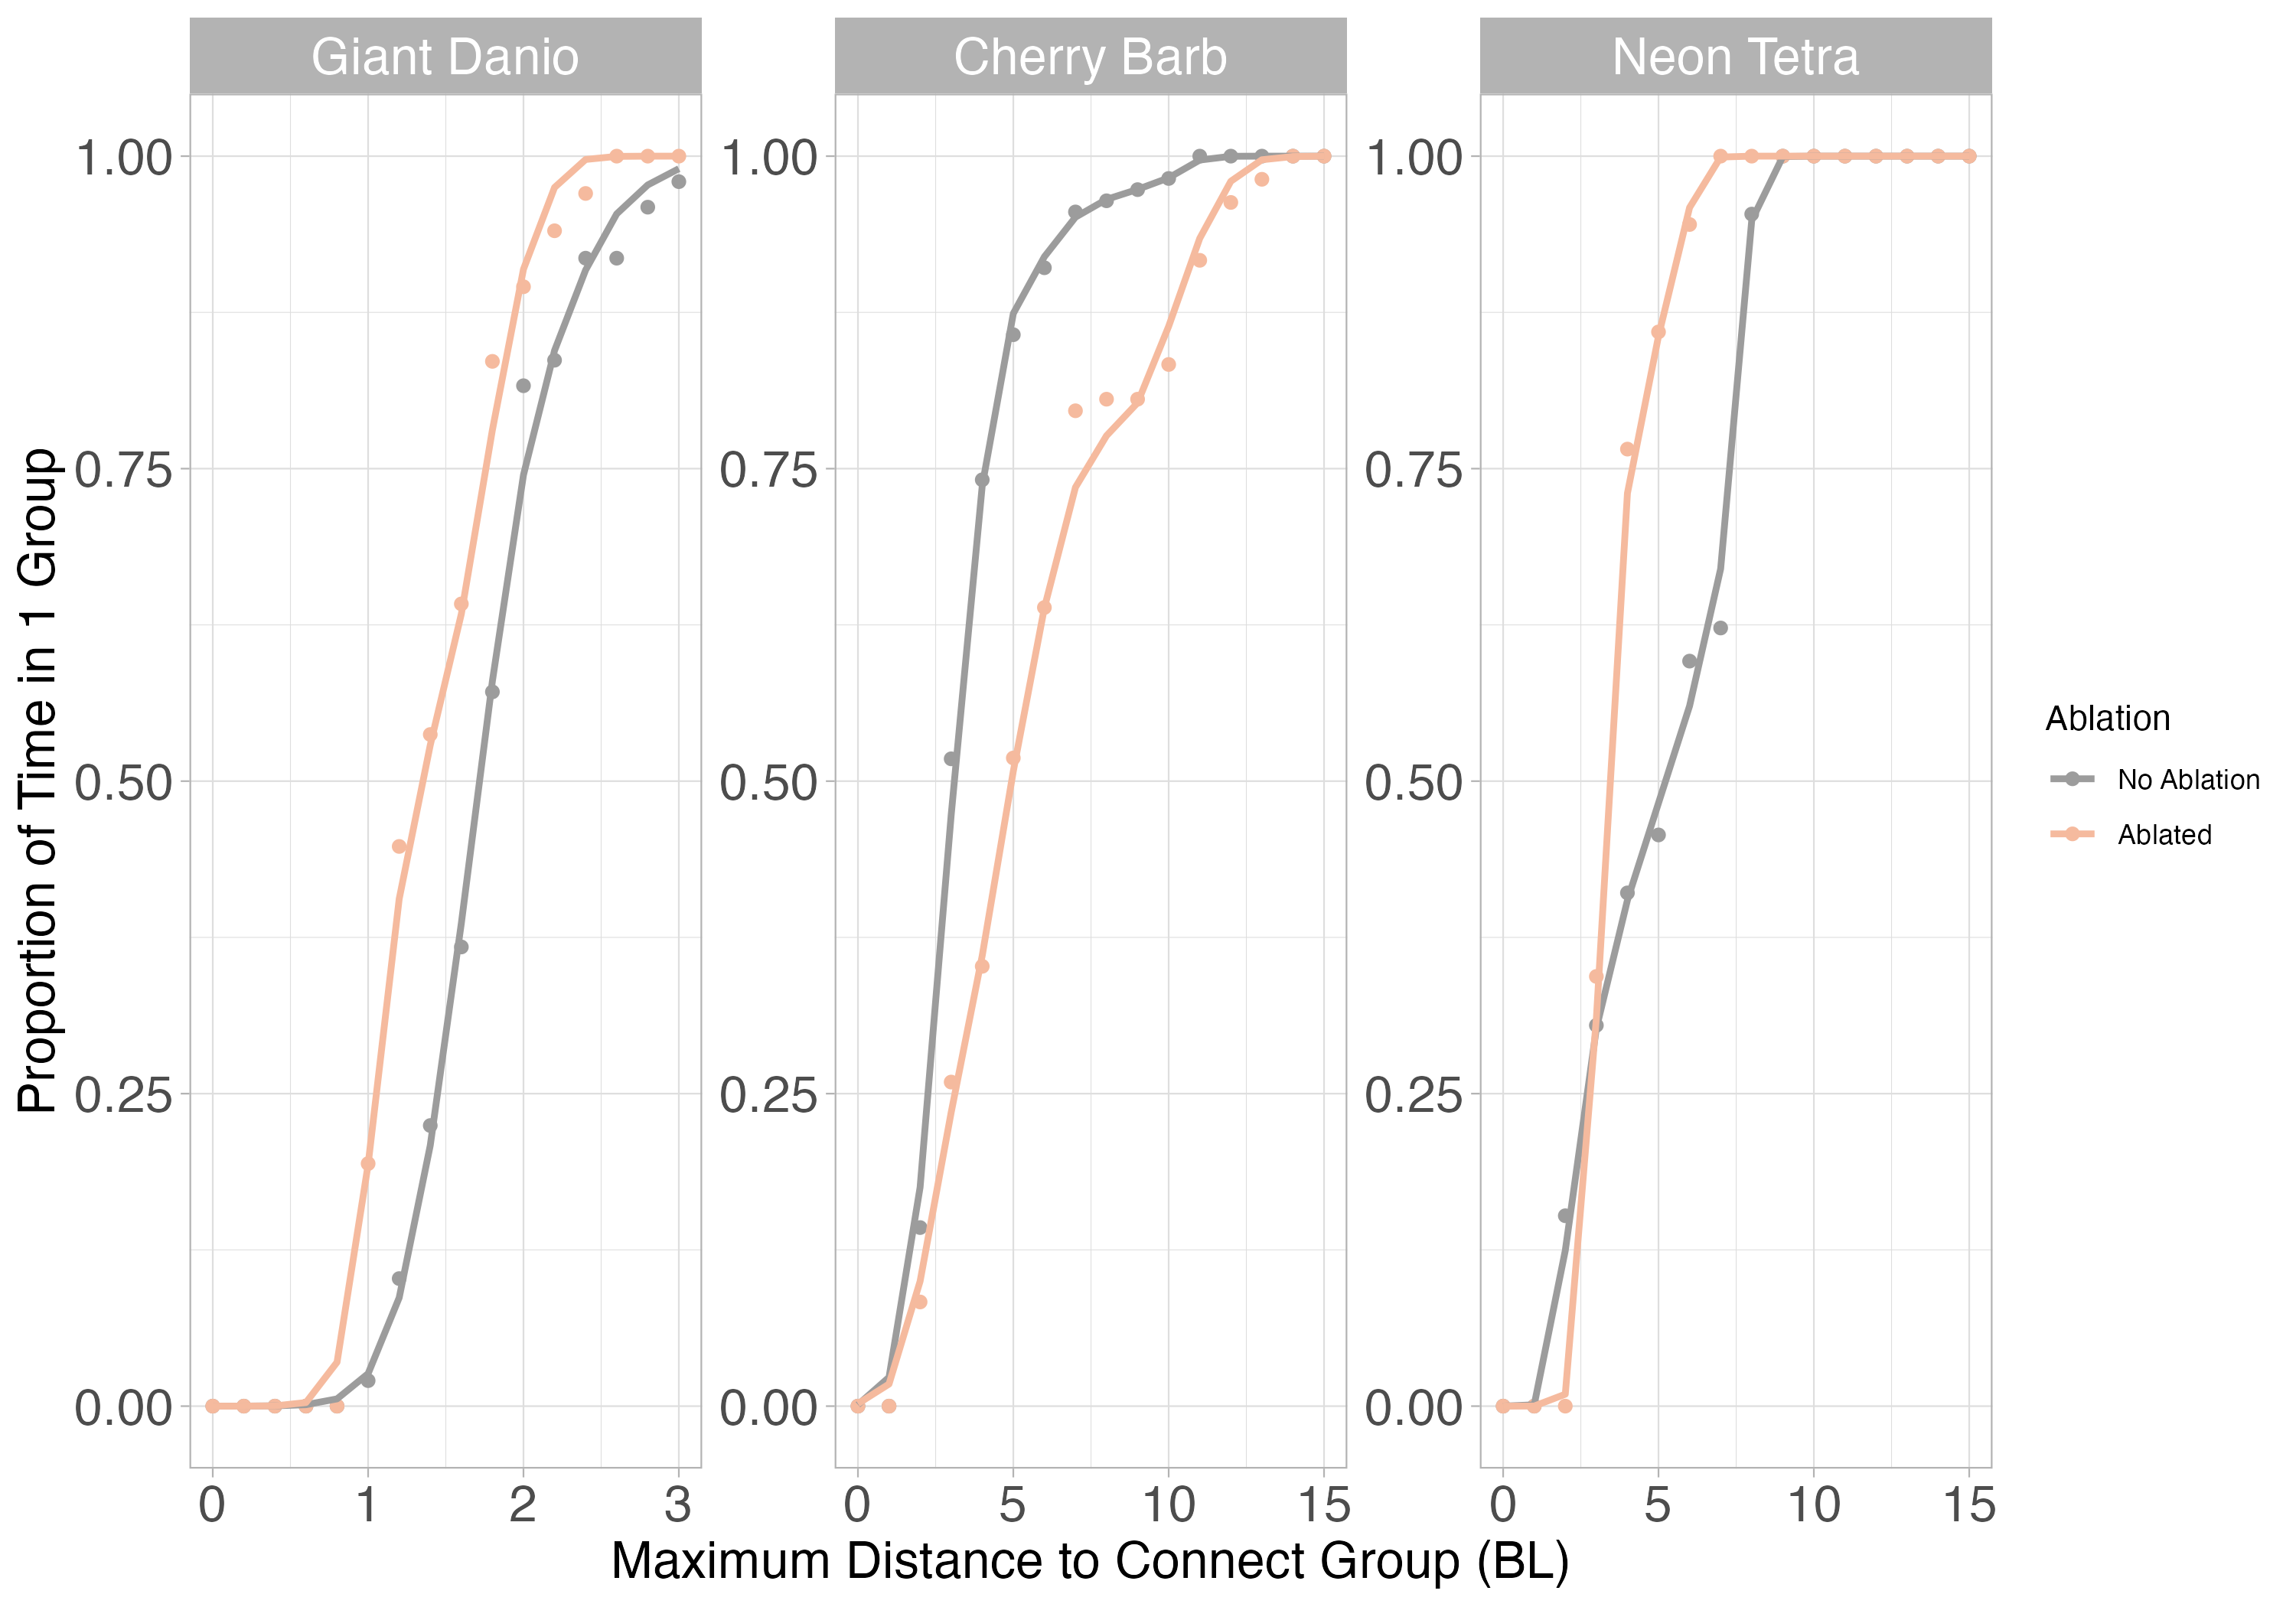 Giant Danio
Cherry Barb
Neon Tetra
Proportion of Time in 1 Group
1.00
0.75
0.50
0.25
0.00
1.00
0.75
0.50
0.25
0.00
1.00
0.75
0.50
0.25
0.00
0 1 2 3
0 5 10 15
0 5 10 15
Maximum Distance to Connect Group (BL)
Ablation
No Ablation
Ablated